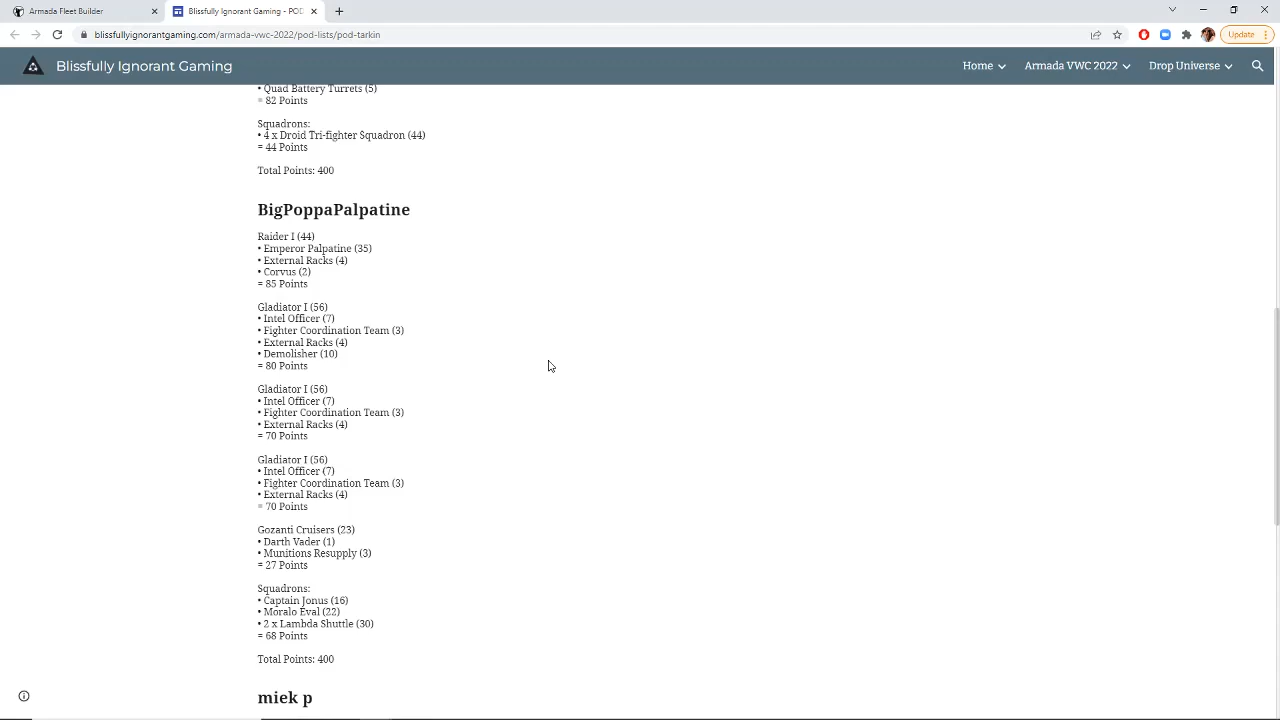 Armada Fleet Builder
Blissfully Ignorant Gaming - POD
blissfullyignorantgaming.com/armada-vwc-2022/pod-lists/pod-tarkin
Update
Blissfully Ignorant Gaming
Home
Armada VWC 2022
Drop Universe
• Quad Battery Turrets (5)
= 82 Points
Squadrons:
• 4 x Droid Tri-fighter Squadron (44)
= 44 Points
Total Points: 400
BigPoppaPalpatine
Raider I (44)
• Emperor Palpatine (35)
• External Racks (4)
• Corvus (2)
= 85 Points
Gladiator I (56)
• Intel Officer (7)
• Fighter Coordination Team (3)
• External Racks (4)
• Demolisher (10)
= 80 Points
Gladiator I (56)
• Intel Officer (7)
• Fighter Coordination Team (3)
• External Racks (4)
= 70 Points
Gladiator I (56)
• Intel Officer (7)
• Fighter Coordination Team (3)
• External Racks (4)
= 70 Points
Gozanti Cruisers (23)
• Darth Vader (1)
• Munitions Resupply (3)
= 27 Points
Squadrons:
• Captain Jonus (16)
• Moralo Eval (22)
• 2 x Lambda Shuttle (30)
= 68 Points
Total Points: 400
miek p